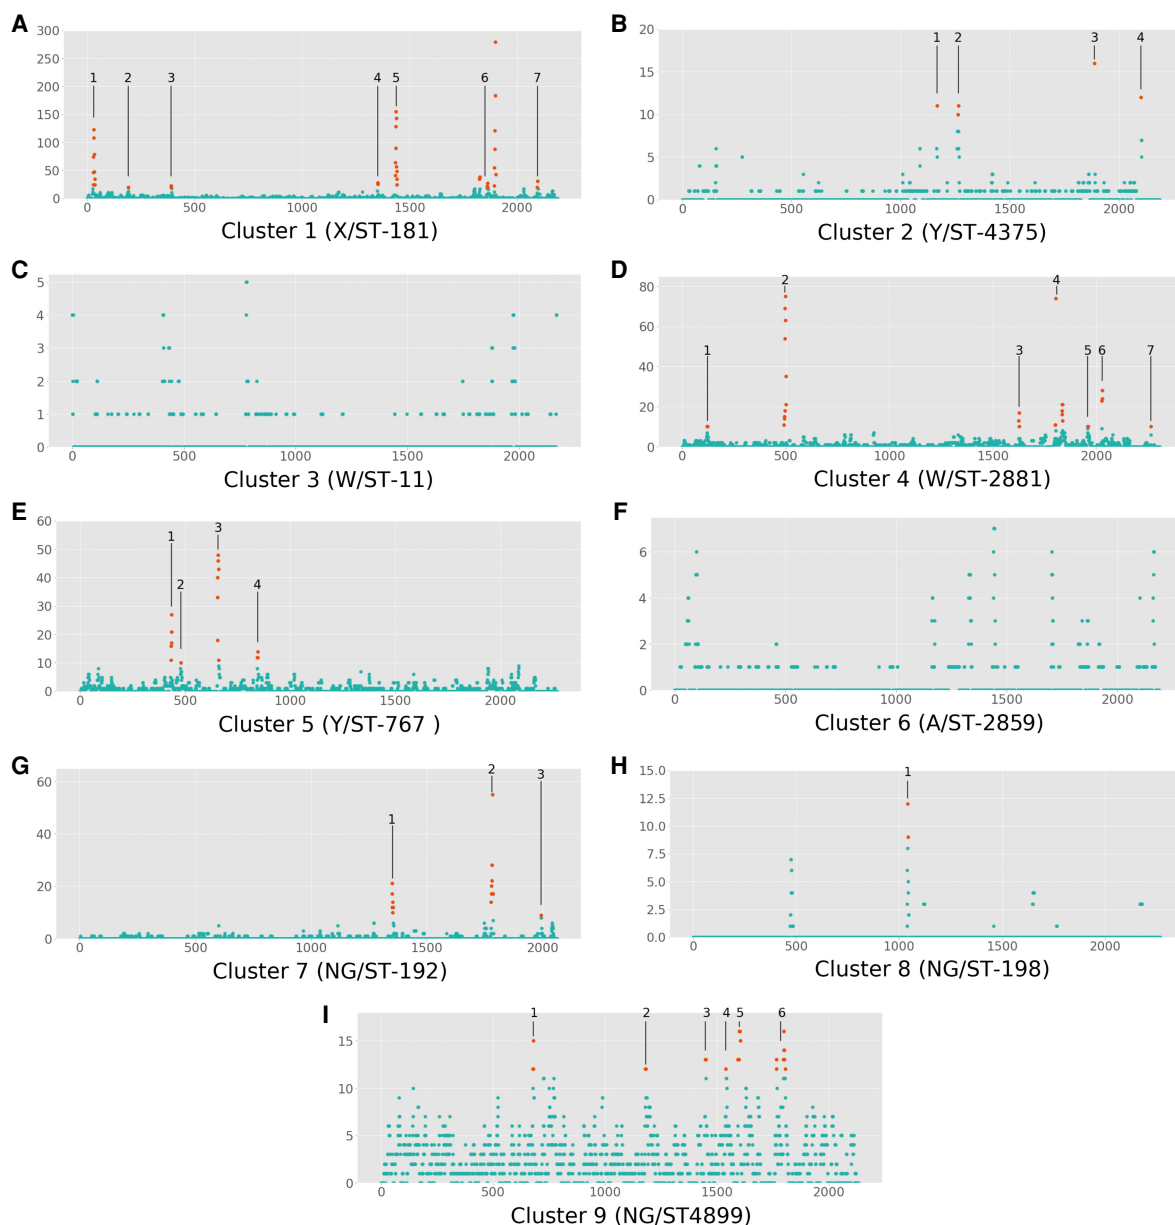 A
300
250
200
150
100
50
0
1 2 3 4 5 6 7
0 500 1000 1500 2000
Cluster 1 (X/ST-181)
B
20
15
10
5
0
1 2 3 4
0 500 1000 1500 2000
Cluster 2 (Y/ST-4375)
C
5
4
3
2
1
0
0 500 1000 1500 2000
Cluster 3 (W/ST-11)
D
80
60
40
20
0
1 2 3 4 5 6 7
0 500 1000 1500 2000
Cluster 4 (W/ST-2881)
E
60
50
40
30
20
10
0
1 2 3 4
0 500 1000 1500 2000
Cluster 5 (Y/ST-767 )
F
6
4
2
0
0 500 1000 1500 2000
Cluster 6 (A/ST-2859)
G
60
40
20
0
1 2 3
0 500 1000 1500 2000
Cluster 7 (NG/ST-192)
H
15.0
12.5
10.0
7.5
5.0
2.5
0.0
1
0 500 1000 1500 2000
Cluster 8 (NG/ST-198)
I
15
10
5
0
1 2 3 4 5 6
0 500 1000 1500 2000
Cluster 9 (NG/ST4899)